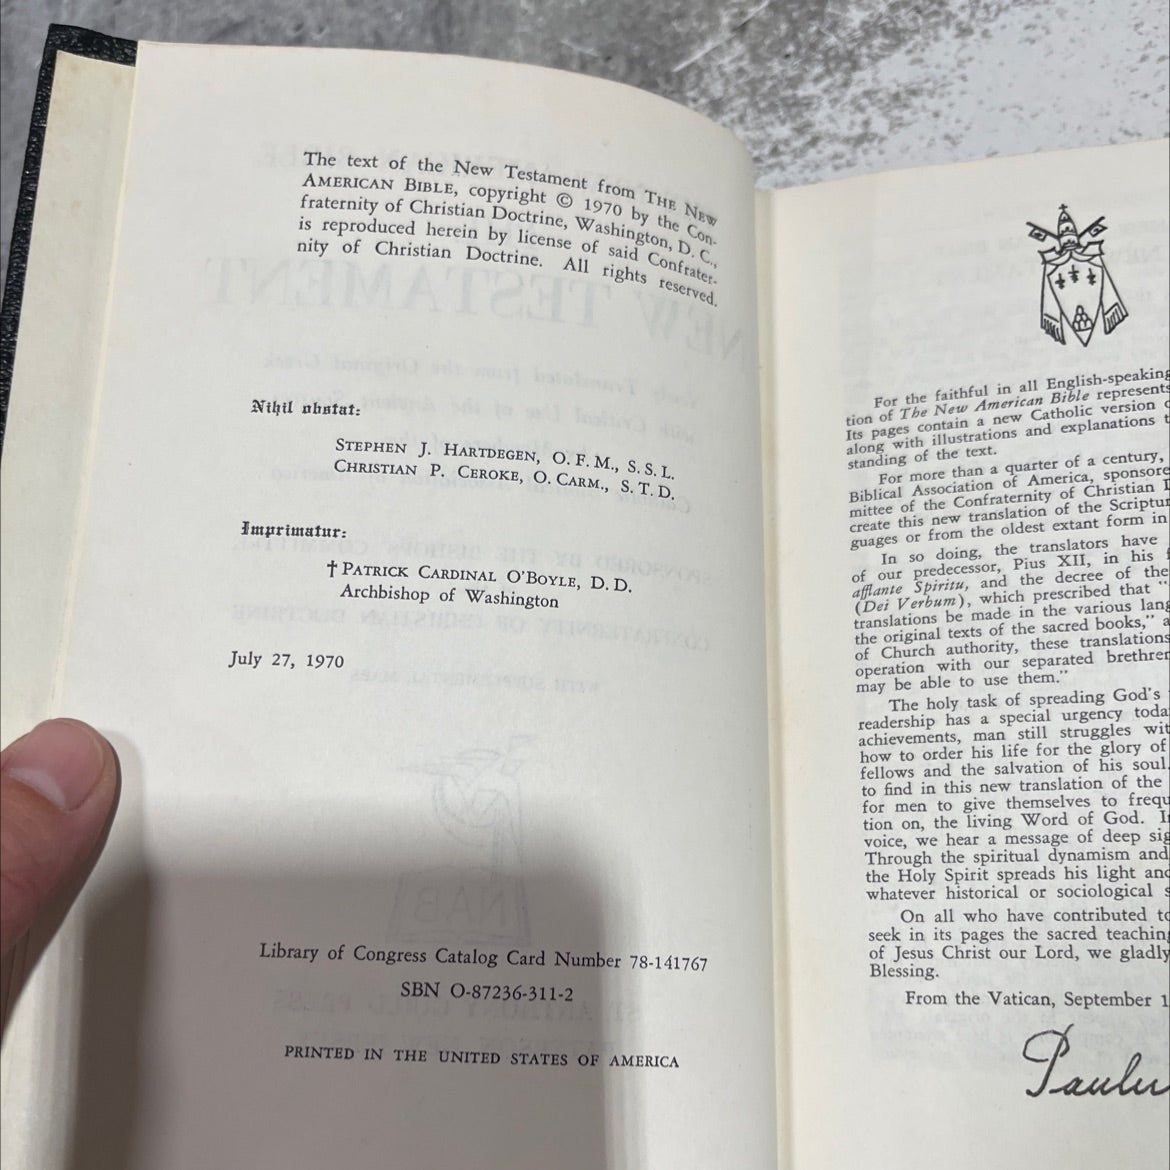 The text of the New Testament from THE NEW
AMERICAN BIBLE, copyright © 1970 by the Con-
fraternity of Christian Doctrine, Washington, D. C.,
is reproduced herein by license of said Confrater-
nity of Christian Doctrine. All rights reserved.
Nihil obstat:
STEPHEN J. HARTDEGEN, O. F. M., S. S. L.
CHRISTIAN P. CEROKE, O. CARM., S. T. D.
Imprimatur:
† PATRICK CARDINAL O'BOYLE, D. D.
Archbishop of Washington
July 27, 1970
Library of Congress Catalog Card Number 78-141767
SBN O-87236-311-2
PRINTED IN THE UNITED STATES OF AMERICA
For the faithful in all English-speaking
tion of The New American Bible represents
Its pages contain a new Catholic version
along with illustrations and explanations
standing of the text.
For more than a quarter of a century,
Biblical Association of America, sponsore
mittee of the Confraternity of Christian
create this new translation of the Scriptur
guages or from the oldest extant form in
In so doing, the translators have
of our predecessor, Pius XII, in his
afflante Spiritu, and the decree of the
(Dei Verbum), which prescribed that "
translations be made in the various lang
the original texts of the sacred books," a
of Church authority, these translations
operation with our separated brethren
may be able to use them."
The holy task of spreading God's
readership has a special urgency toda
achievements, man still struggles wit
how to order his life for the glory of
fellows and the salvation of his soul.
to find in this new translation of the
for men to give themselves to frequ
tion on, the living Word of God. I
voice, we hear a message of deep sig
Through the spiritual dynamism and
the Holy Spirit spreads his light and
whatever historical or sociological s
On all who have contributed to
seek in its pages the sacred teaching
of Jesus Christ our Lord, we gladly
Blessing.
From the Vatican, September 1
Paulu